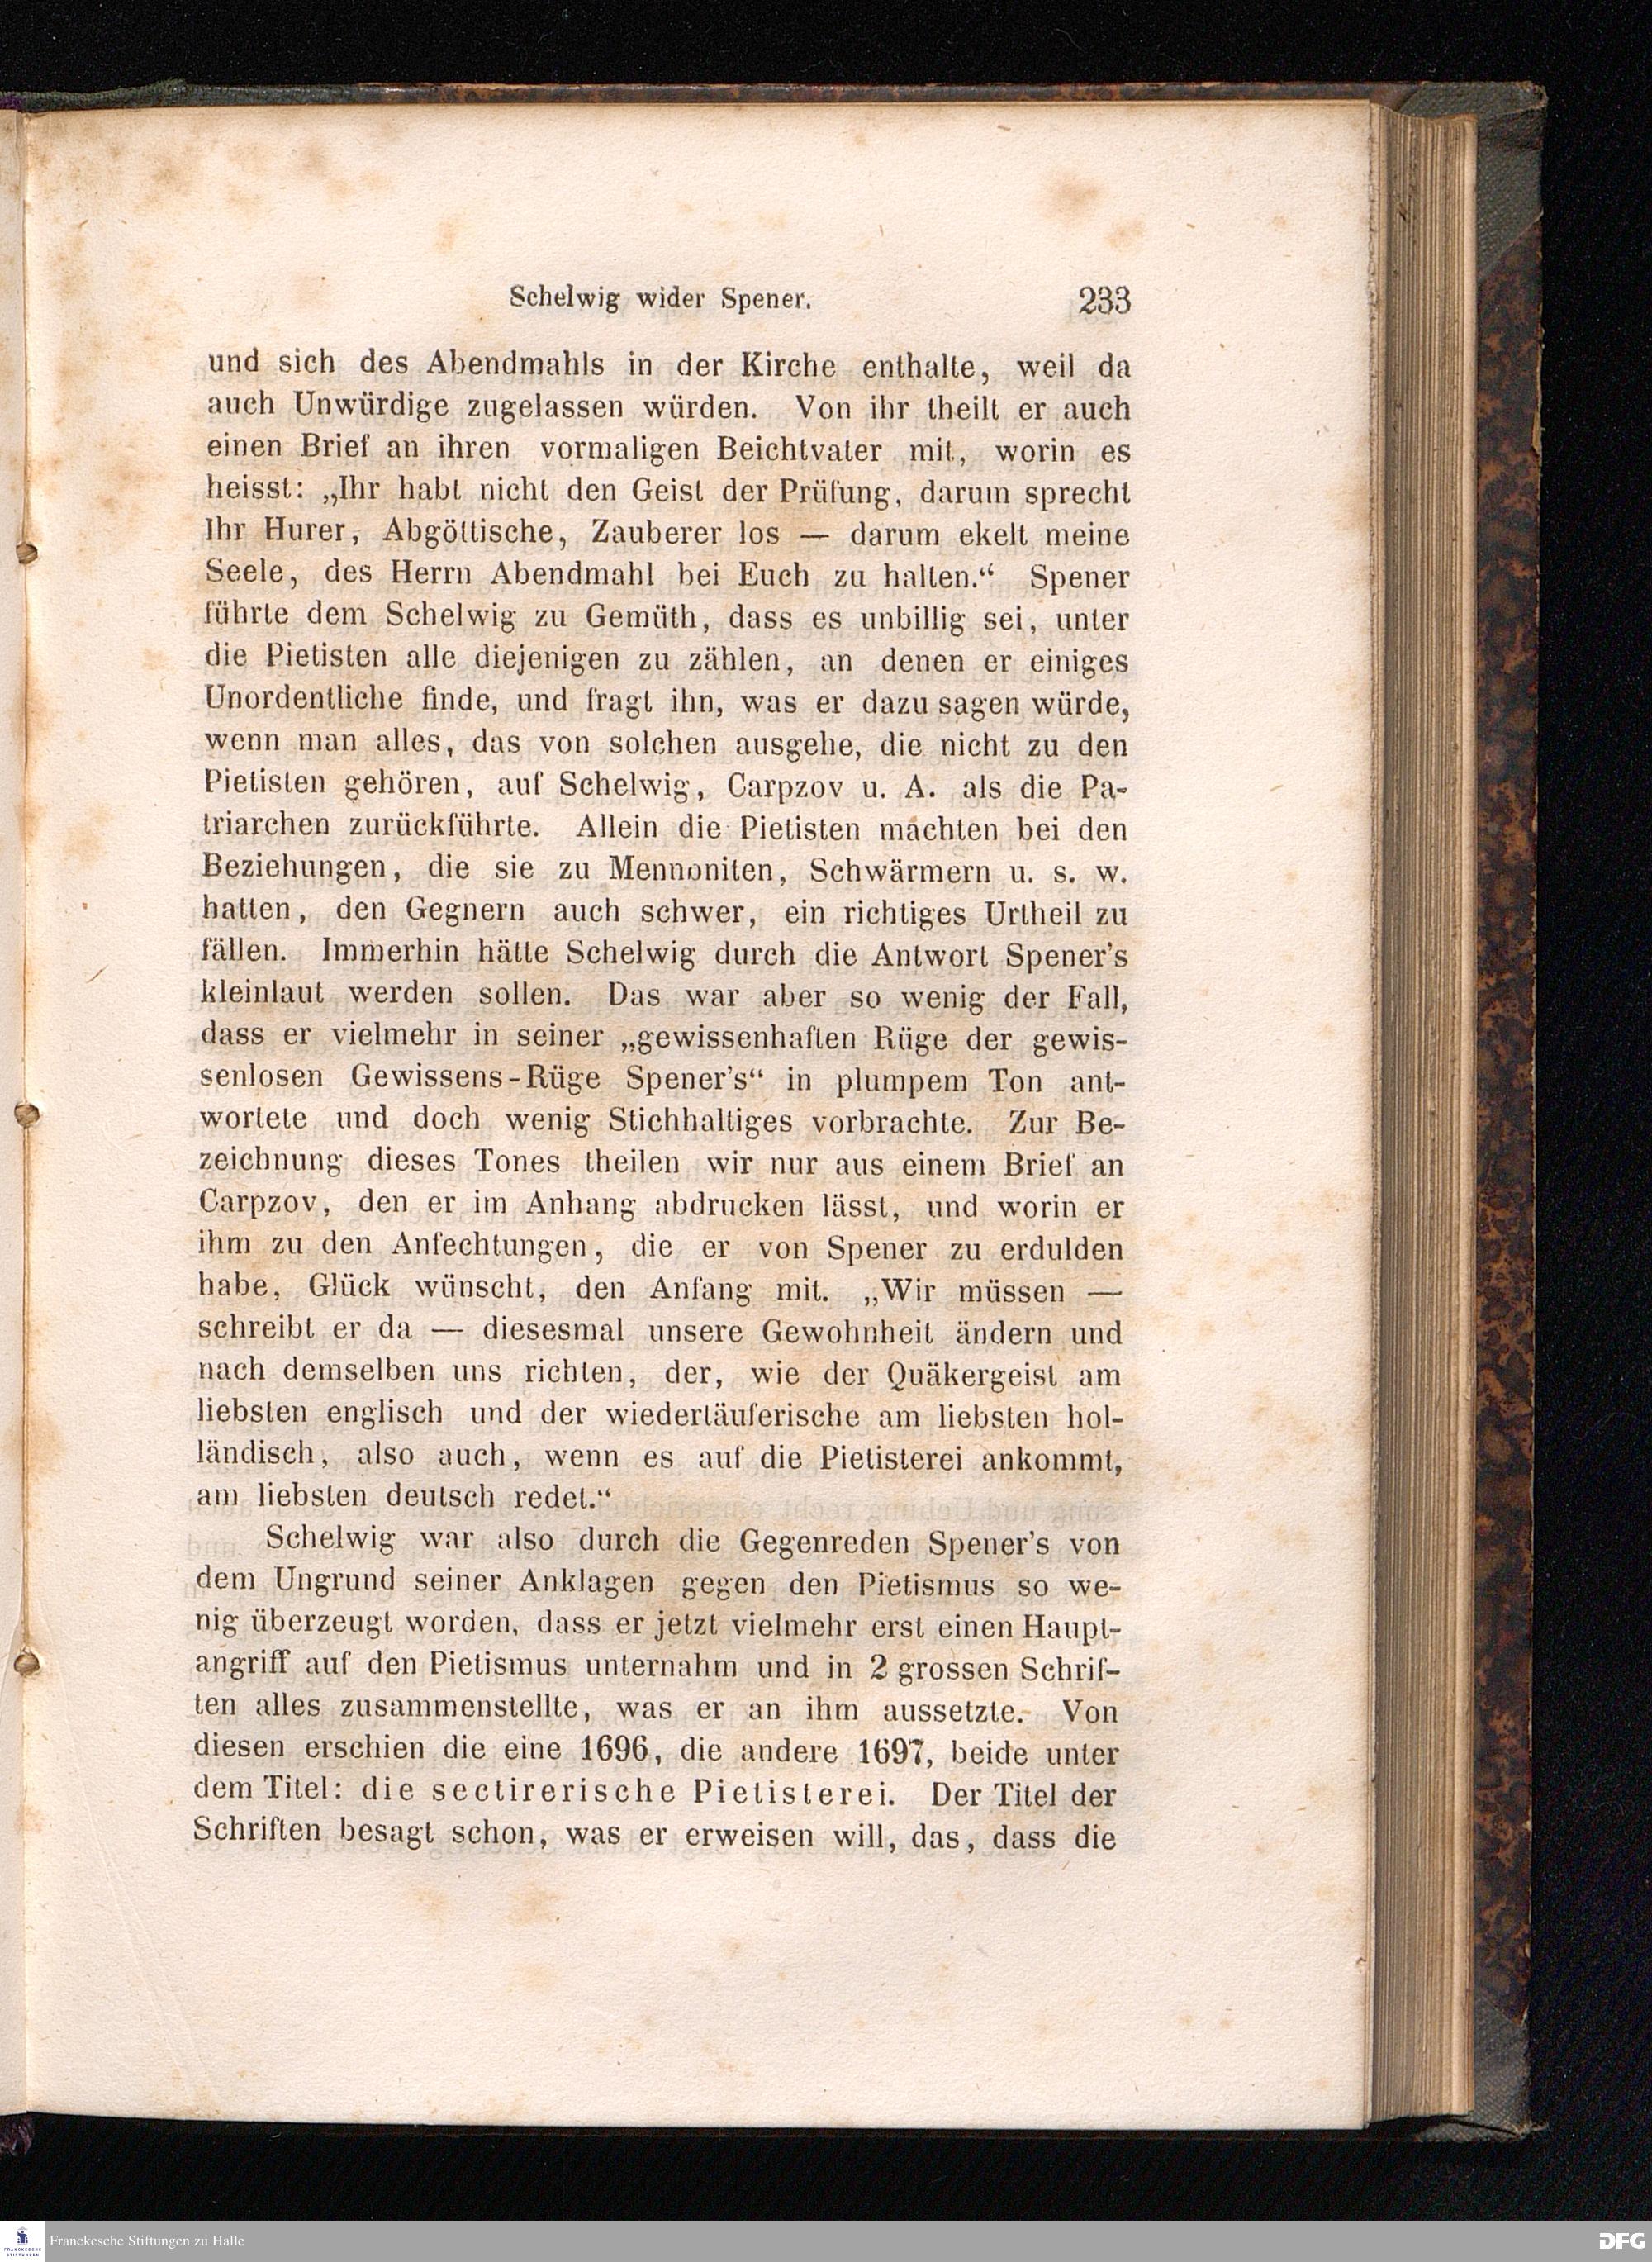 Schelwig wider Spener. 233
und sich des Abendmahls in der Kirche enthalte, weil da
auch Unwürdige zugelassen würden. Von ihr theilt er auch
einen Brief an ihren vormaligen Beichtvater mit, worin es
heisst: „Ihr habt nicht den Geist der Prüfung, darum sprecht
Ihr Hurer, Abgöttische, Zauberer los — darum ekelt meine
Seele, des Herrn Abendmahl bei Euch zu halten.“ Spener
führte dem Schelwig zu Gemüth, dass es unbillig sei, unter
die Pietisten alle diejenigen zu zählen, an denen er einiges
Unordentliche finde, und fragt ihn, was er dazu sagen würde,
wenn man alles, das von solchen ausgehe, die nicht zu den
Pietisten gehören, auf Schelwig, Carpzov u. A. als die Pa-
triarchen zurückführte. Allein die Pietisten machten bei den
Beziehungen, die sie zu Mennoniten, Schwärmern u. s. w.
hatten, den Gegnern auch schwer, ein richtiges Urtheil zu
fällen. Immerhin hätte Schelwig durch die Antwort Spener's
kleinlaut werden sollen. Das war aber so wenig der Fall,
dass er vielmehr in seiner „gewissenhaften Rüge der gewis-
senlosen Gewissens-Rüge Spener's“ in plumpem Ton ant-
wortete und doch wenig Stichhaltiges vorbrachte. Zur Be-
zeichnung dieses Tones theilen wir nur aus einem Brief an
Carpzov, den er im Anhang abdrucken lässt, und worin er
ihm zu den Anfechtungen, die er von Spener zu erdulden
habe, Glück wünscht, den Anfang mit. „Wir müssen —
schreibt er da — diesesmal unsere Gewohnheit ändern und
nach demselben uns richten, der, wie der Quäkergeist am
liebsten englisch und der wiedertäuferische am liebsten hol-
ländisch, also auch, wenn es auf die Pietisterei ankommt,
am liebsten deutsch redet.“
Schelwig war also durch die Gegenreden Spener's von
dem Ungrund seiner Anklagen gegen den Pietismus so we-
nig überzeugt worden, dass er jetzt vielmehr erst einen Haupt-
angriff auf den Pietismus unternahm und in 2 grossen Schrif-
ten alles zusammenstellte, was er an ihm aussetzte. Von
diesen erschien die eine 1696, die andere 1697, beide unter
dem Titel: die sectirerische Pietisterei. Der Titel der
Schriften besagt schon, was er erweisen will, das, dass die
FRANCKESCHE
STIFTUNGEN
Franckesche Stiftungen zu Halle
DFG